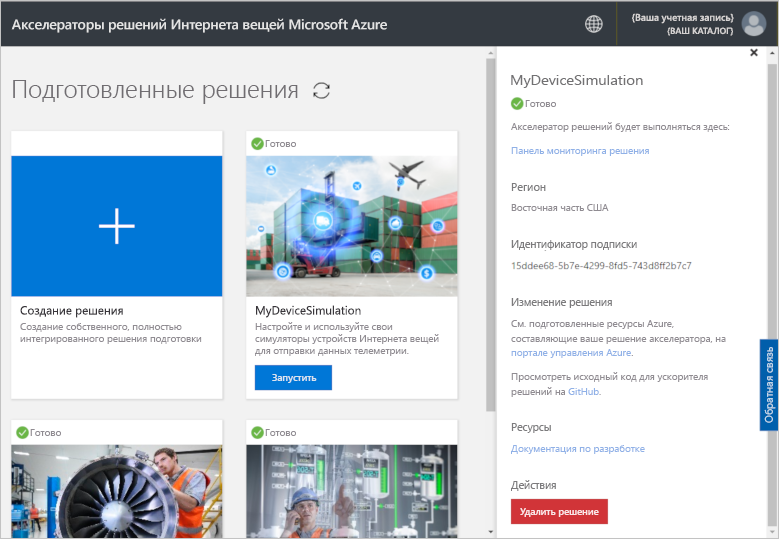 Акселераторы решений Интернета вещей Microsoft Azure
{Ваша учетная запись}
{ВАШ КАТАЛОГ}
Подготовленные решения
Создание решения
Создание собственного, полностью
интегрированного решения подготовки
Готово
MyDeviceSimulation
Настройте и используйте свои
симуляторы устройств Интернета вещей
для отправки данных телеметрии.
Запустить
Готово
Готово
MyDeviceSimulation
Готово
Акселератор решений будет выполняться здесь:
Панель мониторинга решения
Регион
Восточная часть США
Идентификатор подписки
15ddee68-5b7e-4299-8fd5-743d8ff2b7c7
Изменение решения
См. подготовленные ресурсы Azure,
составляющие ваше решение акселератора, на
портале управления Azure.
Просмотреть исходный код для ускорителя
решений на GitHub.
Ресурсы
Документация по разработке
Действия
Удалить решение
Обратная связь